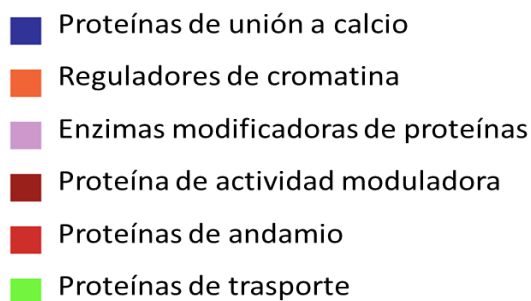 Proteínas de unión a calcio
Reguladores de cromatina
Enzimas modificadoras de proteínas
Proteína de actividad moduladora
Proteínas de andamio
Proteínas de trasporte